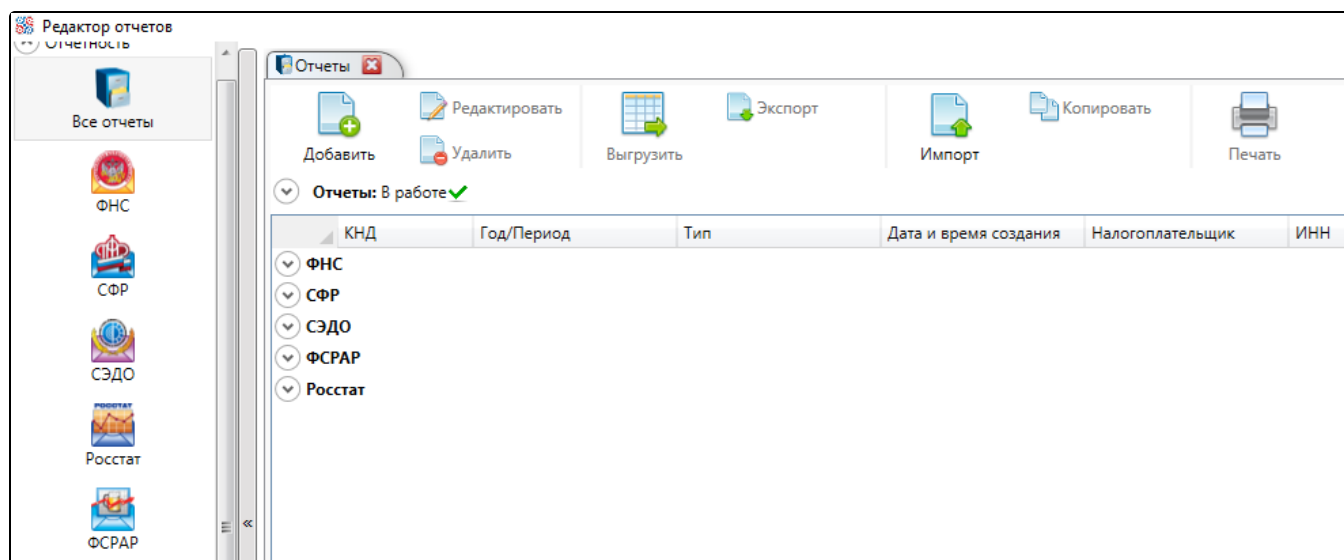 Редактор отчетов
Отчетность
Все отчеты
ФНС
СФР
СЭДО
РОССТАТ
Росстат
ФСРАР
Отчеты
Добавить
Редактировать
Удалить
Выгрузить
Экспорт
Импорт
Копировать
Печать
Отчеты: В работе
КНД Год/Период Тип Дата и время создания Налогоплательщик ИНН
ФНС
СФР
СЭДО
ФСРАР
Росстат